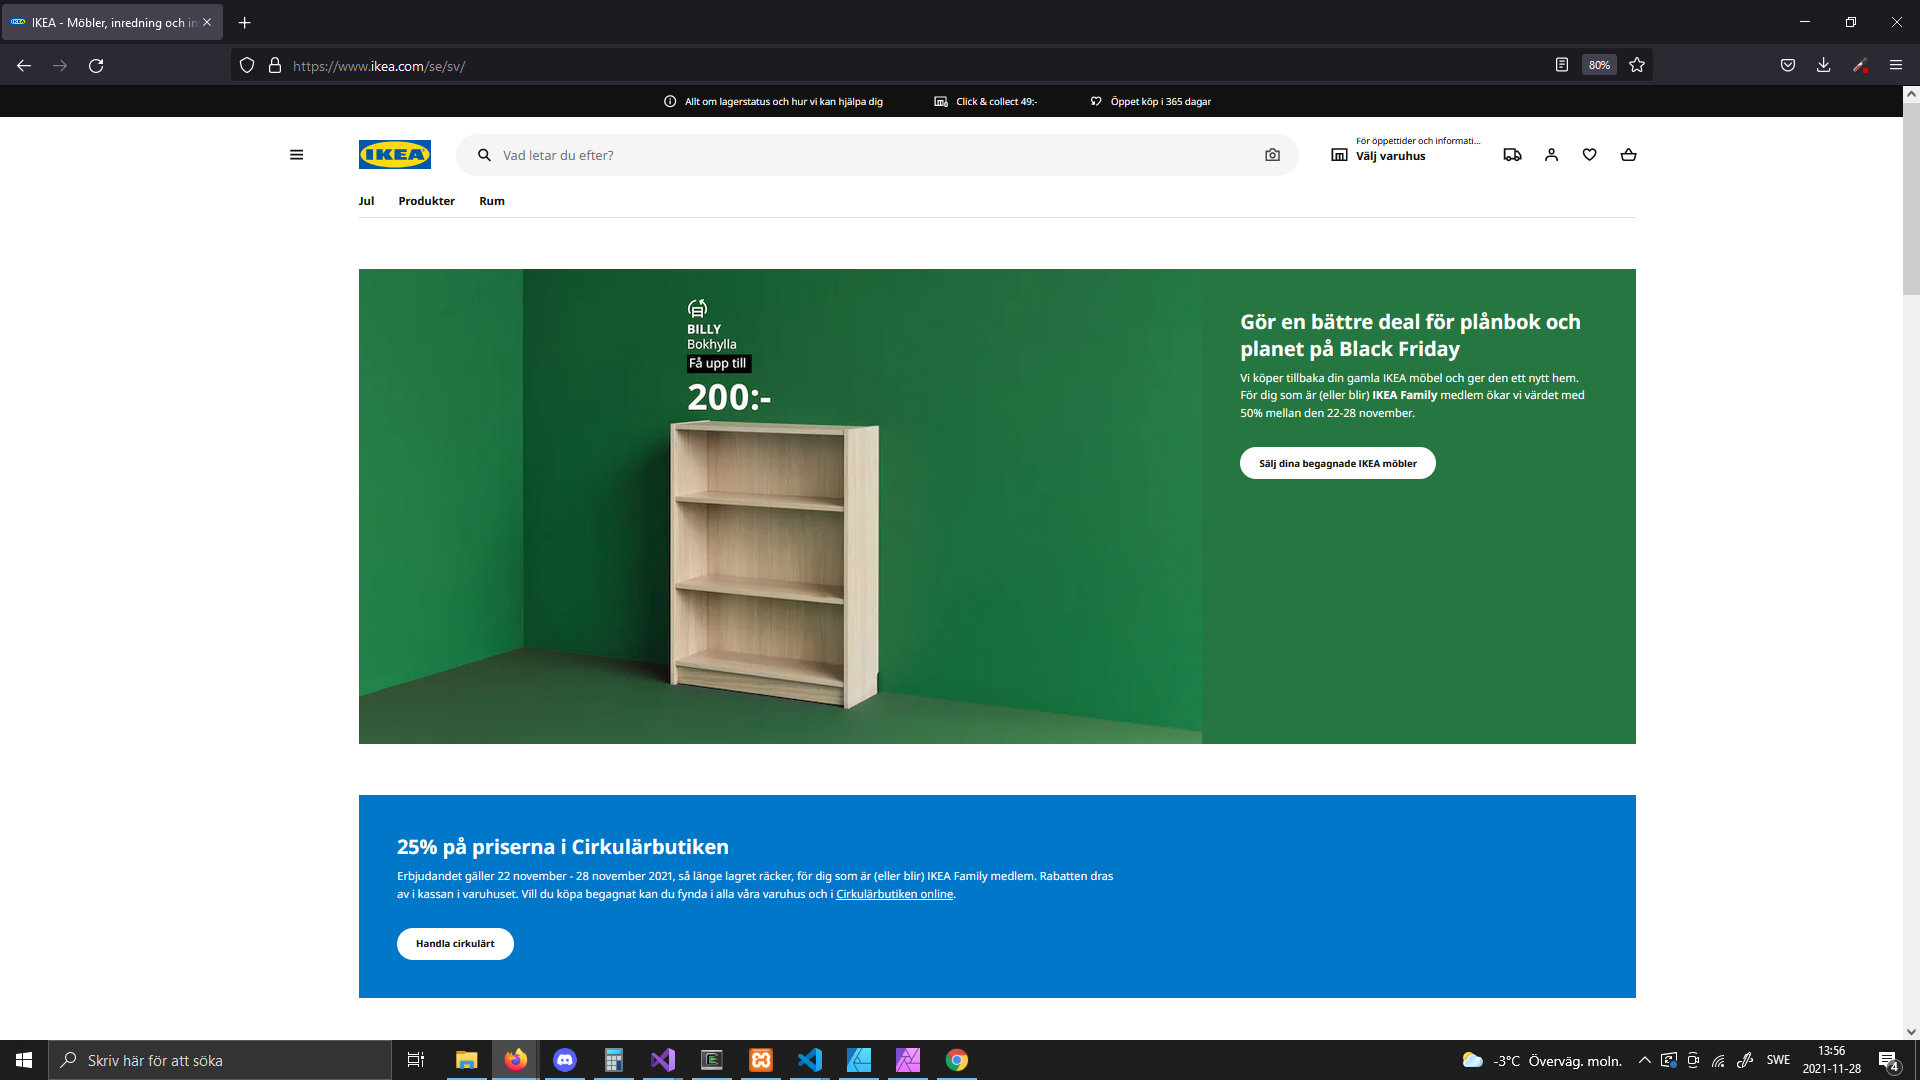 IKEA - Möbler, inredning och in
https://www.ikea.com/se/sv/
80%
Allt om lagerstatus och hur vi kan hjälpa dig
Click & collect 49:-
Öppet köp i 365 dagar
IKEA
Vad letar du efter?
För öppettider och informati...
Välj varuhus
Jul
Produkter
Rum
BILLY
Bokhylla
Få upp till
200:-
Gör en bättre deal för plånbok och
planet på Black Friday
Vi köper tillbaka din gamla IKEA möbel och ger den ett nytt hem.
För dig som är (eller blir) IKEA Family medlem ökar vi värdet med
50% mellan den 22-28 november.
Sälj dina begagnade IKEA möbler
25% på priserna i Cirkulärbutiken
Erbjudandet gäller 22 november - 28 november 2021, så länge lagret räcker, för dig som är (eller blir) IKEA Family medlem. Rabatten dras
av i kassan i varuhuset. Vill du köpa begagnat kan du fynda i alla våra varuhus och i Cirkulärbutiken online.
Handla cirkulärt
Skriv här för att söka
-3°C Överväg. moln.
SWE
13:56
2021-11-28
4